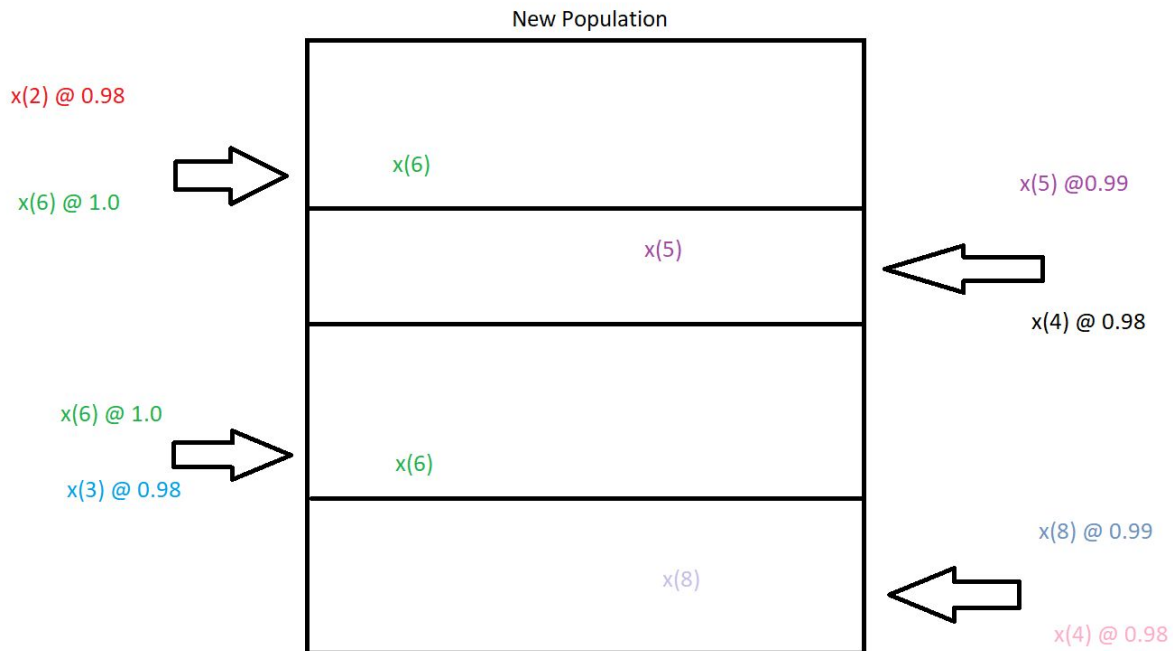 New Population
x(2) @ 0.98
x(6) @ 1.0
x(6)
x(5) @0.99
x(5)
x(4) @ 0.98
x(6) @ 1.0
x(3) @ 0.98
x(6)
x(8) @ 0.99
x(8)
x(4) @ 0.98